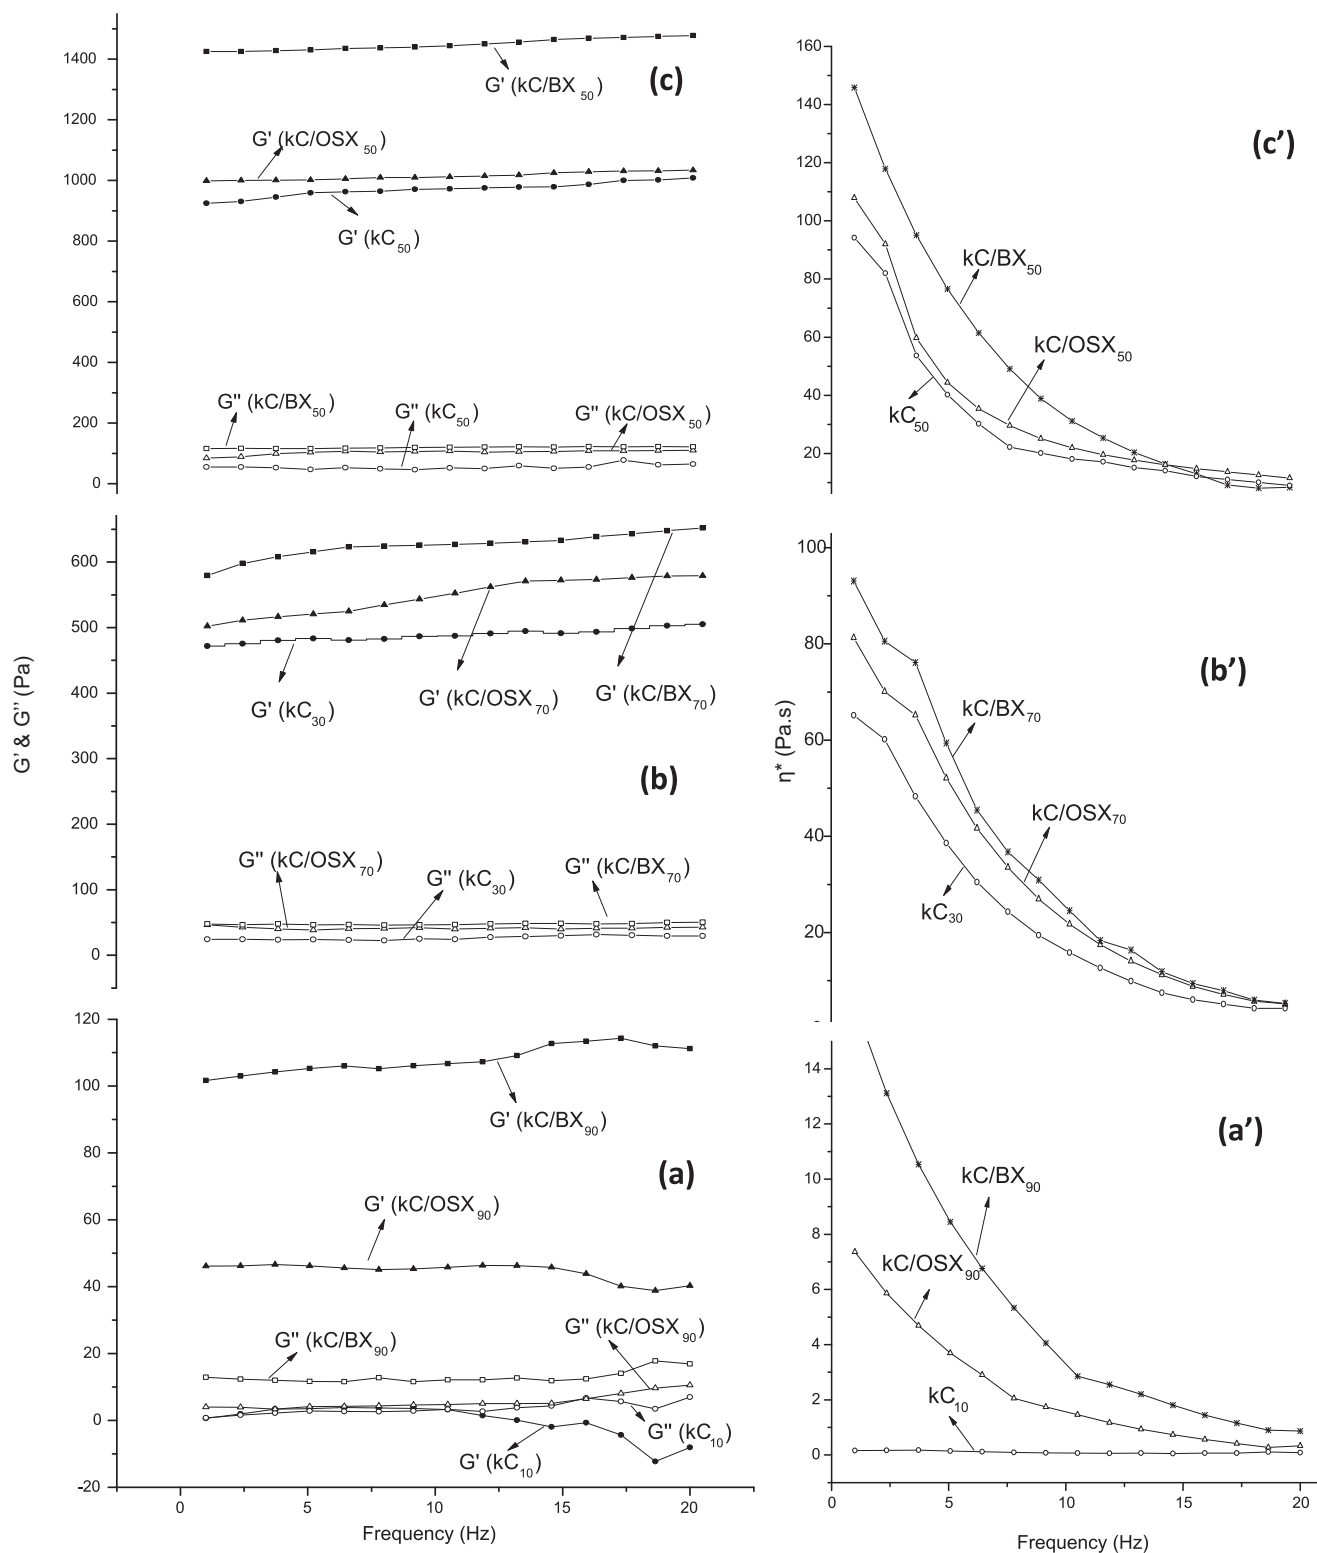 1400
1200
1000
800
600
400
200
0
G' (kC/BX 50)
(c)
G' (kC/OSX 50)
G' (kC50)
G'' (kC/BX50)
G'' (kC50)
G'' (kC/OSX50)
160
140
120
100
80
60
40
20
(c’)
kC/BX50
kC/OSX50
kC50
600
500
400
300
200
100
0
G' & G'' (Pa)
G' (kC30)
G' (kC/OSX70)
G' (kC/BX70)
(b)
G'' (kC/OSX 70)
G'' (kC30)
G'' (kC/BX70)
100
80
60
40
20
η* (Pa.s)
(b’)
kC/BX70
kC/OSX70
kC30
120
100
80
60
40
20
0
-20
G' (kC/BX90)
(a)
G' (kC/OSX90)
G'' (kC/OSX90)
G'' (kC/BX90)
G'' (kC10)
G' (kC10)
0
5
10
15
20
Frequency (Hz)
14
12
10
8
6
4
2
0
(a’)
kC/BX90
kC/OSX90
kC10
0
5
10
15
20
Frequency (Hz)